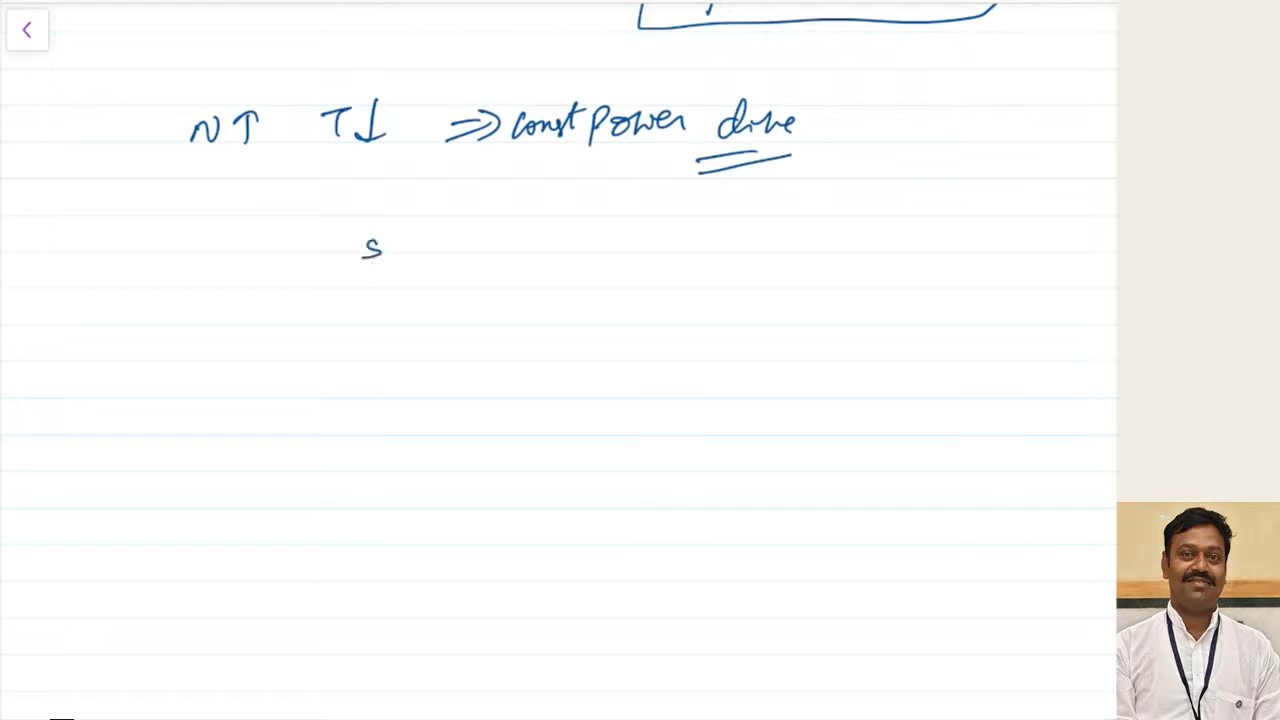 N↑ T↓ ⇒ const power drive
s